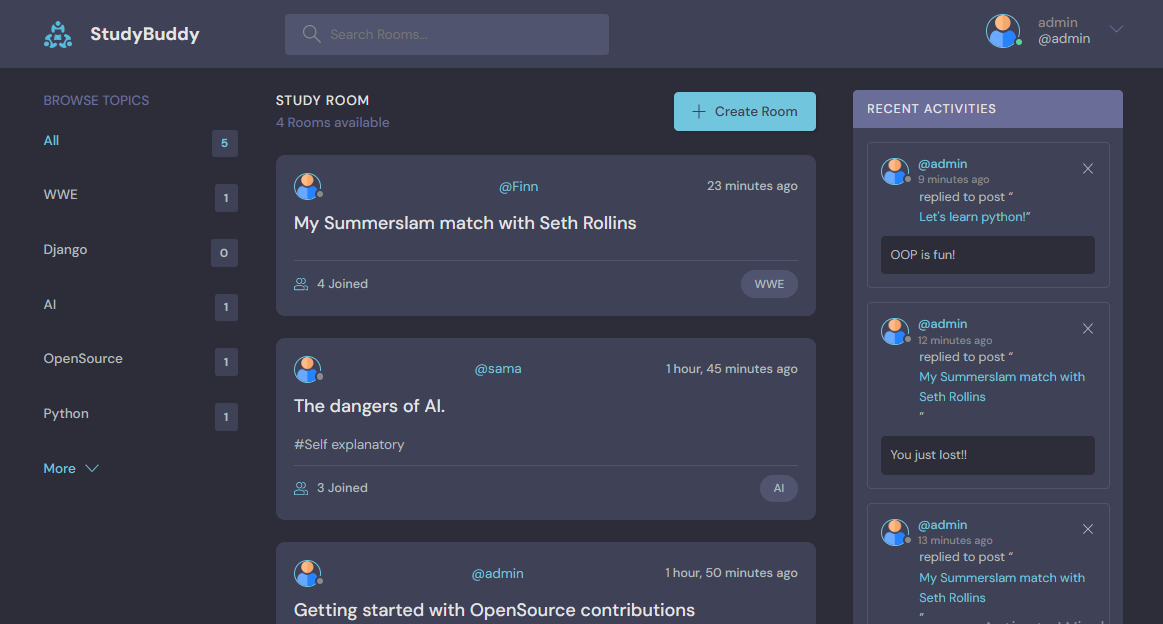 StudyBuddy
Search Rooms...
admin
@admin
BROWSE TOPICS
All 5
WWE 1
Django 0
AI 1
OpenSource 1
Python 1
More
STUDY ROOM
4 Rooms available
+ Create Room
@Finn 23 minutes ago
My Summerslam match with Seth Rollins
4 Joined WWE
@sama 1 hour, 45 minutes ago
The dangers of AI.
#Self explanatory
3 Joined AI
@admin 1 hour, 50 minutes ago
Getting started with OpenSource contributions
RECENT ACTIVITIES
@admin
9 minutes ago
replied to post “
Let's learn python!”
OOP is fun!
@admin
12 minutes ago
replied to post “
My Summerslam match with
Seth Rollins
”
You just lost!!
@admin
13 minutes ago
replied to post “
My Summerslam match with
Seth Rollins
”